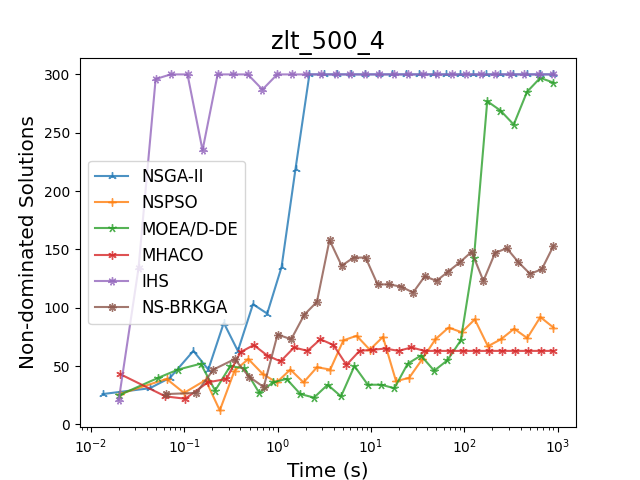 zlt_500_4
Non-dominated Solutions
300
250
200
150
100
50
0
NSGA-II
NSPSO
MOEA/D-DE
MHACO
IHS
NS-BRKGA
10⁻² 10⁻¹ 10⁰ 10¹ 10² 10³
Time (s)